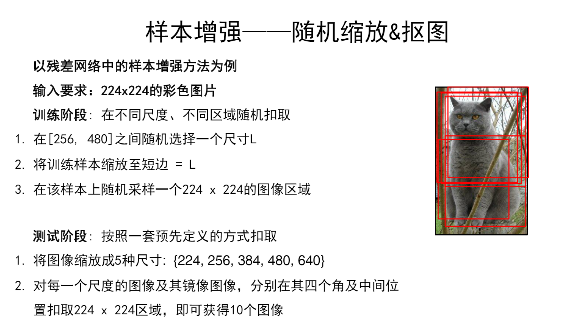 样本增强——随机缩放&抠图
以残差网络中的样本增强方法为例
输入要求：224x224的彩色图片
训练阶段：在不同尺度、不同区域随机扣取
1. 在[256, 480]之间随机选择一个尺寸L
2. 将训练样本缩放至短边 = L
3. 在该样本上随机采样一个224 x 224的图像区域
测试阶段：按照一套预先定义的方式扣取
1. 将图像缩放成5种尺寸: {224, 256, 384, 480, 640}
2. 对每一个尺度的图像及其镜像图像，分别在其四个角及中间位
置扣取224 x 224区域，即可获得10个图像